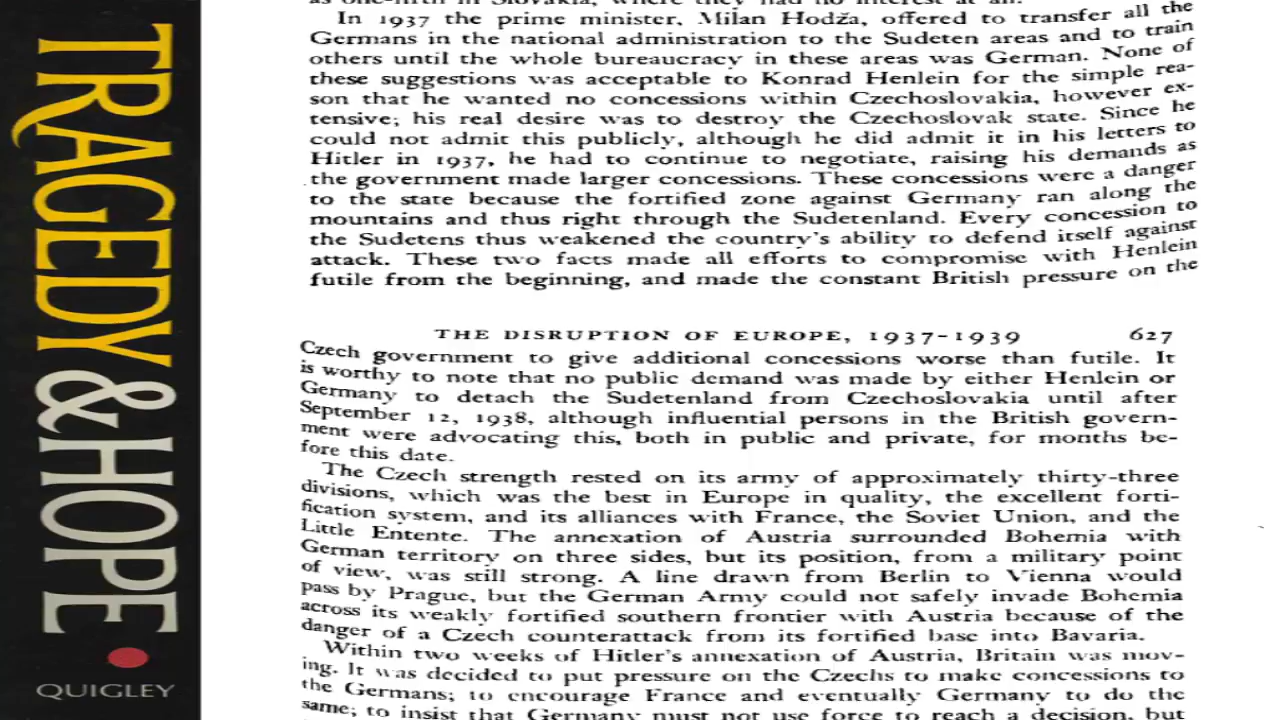 TRAGEDY & HOPE
QUIGLEY
as one-fifth in Slovakia, where they had no interest at all.
In 1937 the prime minister, Milan Hodža, offered to transfer all the
Germans in the national administration to the Sudeten areas and to train
others until the whole bureaucracy in these areas was German. None of
these suggestions was acceptable to Konrad Henlein for the simple rea-
son that he wanted no concessions within Czechoslovakia, however ex-
tensive; his real desire was to destroy the Czechoslovak state. Since he
could not admit this publicly, although he did admit it in his letters to
Hitler in 1937, he had to continue to negotiate, raising his demands as
the government made larger concessions. These concessions were a danger
to the state because the fortified zone against Germany ran along the
mountains and thus right through the Sudetenland. Every concession to
the Sudetens thus weakened the country's ability to defend itself against
attack. These two facts made all efforts to compromise with Henlein
futile from the beginning, and made the constant British pressure on the
THE DISRUPTION OF EUROPE, 1937-1939 627
Czech government to give additional concessions worse than futile. It
is worthy to note that no public demand was made by either Henlein or
Germany to detach the Sudetenland from Czechoslovakia until after
September 12, 1938, although influential persons in the British govern-
ment were advocating this, both in public and private, for months be-
fore this date.
The Czech strength rested on its army of approximately thirty-three
divisions, which was the best in Europe in quality, the excellent forti-
fication system, and its alliances with France, the Soviet Union, and the
Little Entente. The annexation of Austria surrounded Bohemia with
German territory on three sides, but its position, from a military point
of view, was still strong. A line drawn from Berlin to Vienna would
pass by Prague, but the German Army could not safely invade Bohemia
across its weakly fortified southern frontier with Austria because of the
danger of a Czech counterattack from its fortified base into Bavaria.
Within two weeks of Hitler's annexation of Austria, Britain was mov-
ing. It was decided to put pressure on the Czechs to make concessions to
the Germans; to encourage France and eventually Germany to do the
same; to insist that Germany must not use force to reach a decision, but